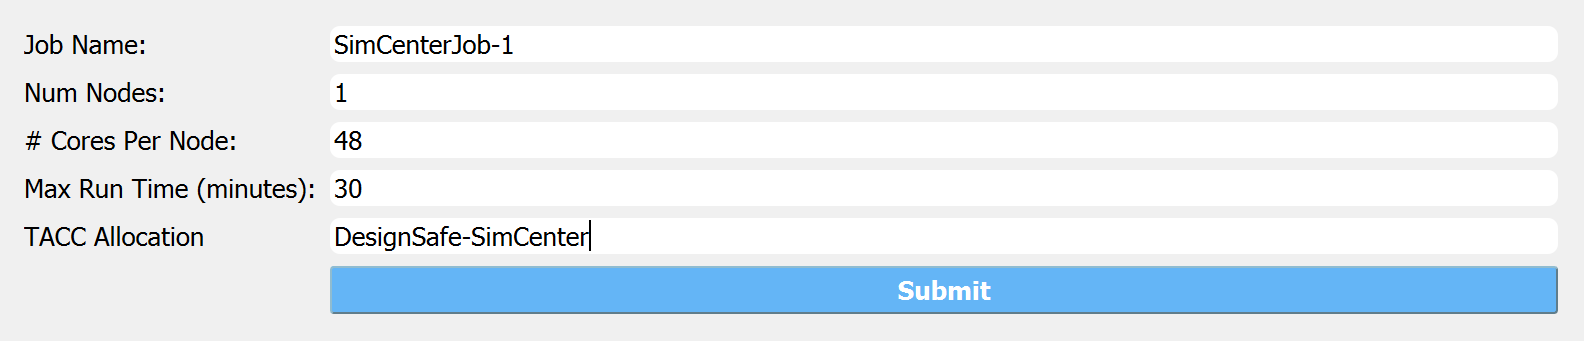 Job Name: SimCenterJob-1
Num Nodes: 1
# Cores Per Node: 48
Max Run Time (minutes): 30
TACC Allocation DesignSafe-SimCenter
Submit